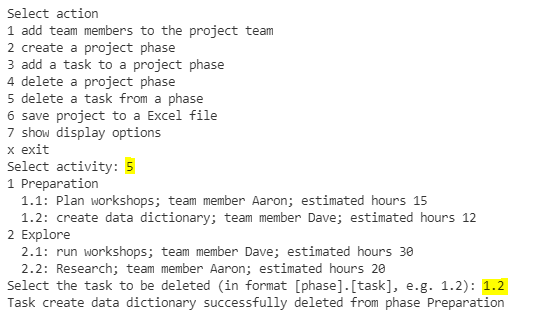 Select action
1 add team members to the project team
2 create a project phase
3 add a task to a project phase
4 delete a project phase
5 delete a task from a phase
6 save project to a Excel file
7 show display options
x exit
Select activity: 5
1 Preparation
  1.1: Plan workshops; team member Aaron; estimated hours 15
  1.2: create data dictionary; team member Dave; estimated hours 12
2 Explore
  2.1: run workshops; team member Dave; estimated hours 30
  2.2: Research; team member Aaron; estimated hours 20
Select the task to be deleted (in format [phase].[task], e.g. 1.2): 1.2
Task create data dictionary successfully deleted from phase Preparation